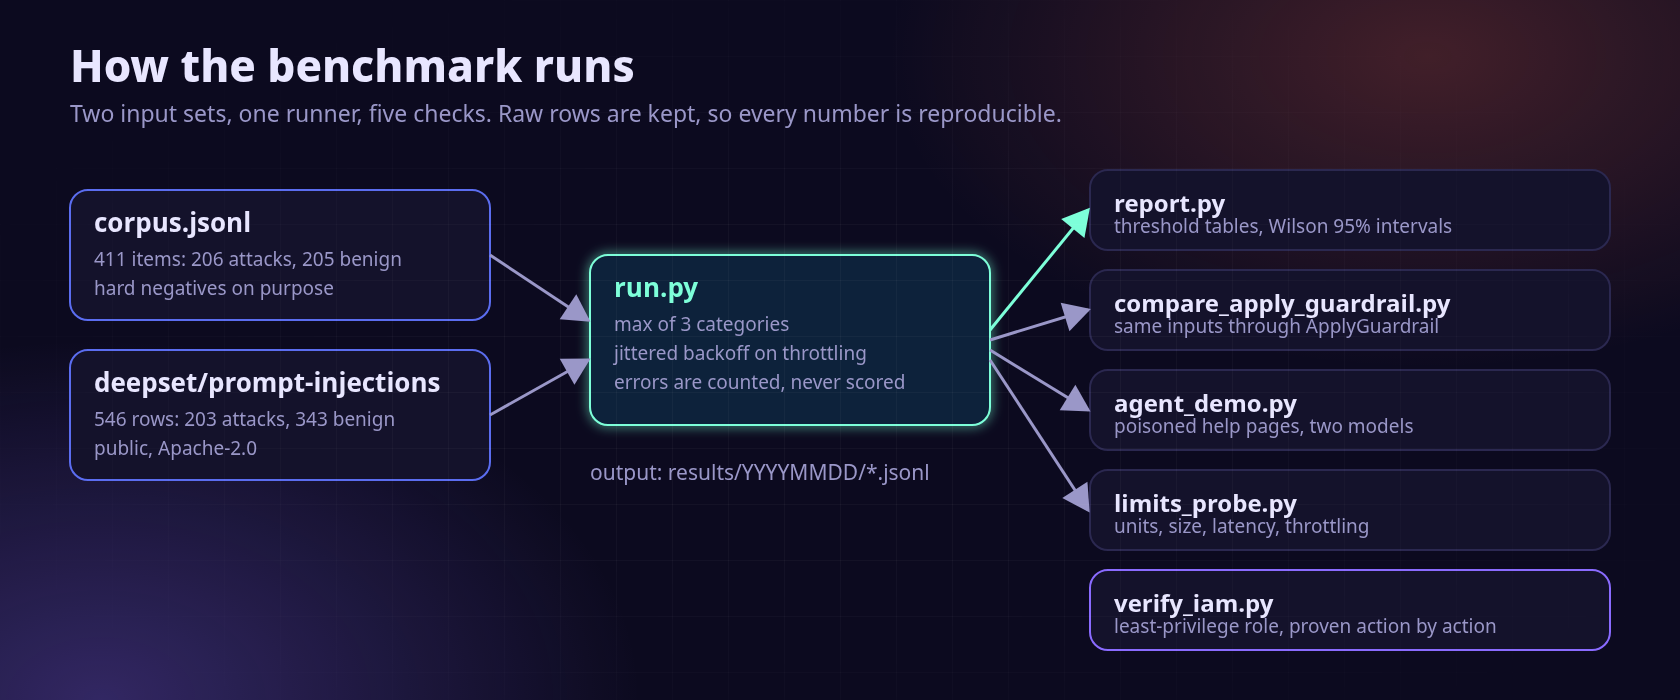 How the benchmark runs
Two input sets, one runner, five checks. Raw rows are kept, so every number is reproducible.
corpus.jsonl
411 items: 206 attacks, 205 benign
hard negatives on purpose
deepset/prompt-injections
546 rows: 203 attacks, 343 benign
public, Apache-2.0
run.py
max of 3 categories
jittered backoff on throttling
errors are counted, never scored
output: results/YYYYMMDD/*.jsonl
report.py
threshold tables, Wilson 95% intervals
compare_apply_guardrail.py
same inputs through ApplyGuardrail
agent_demo.py
poisoned help pages, two models
limits_probe.py
units, size, latency, throttling
verify_iam.py
least-privilege role, proven action by action